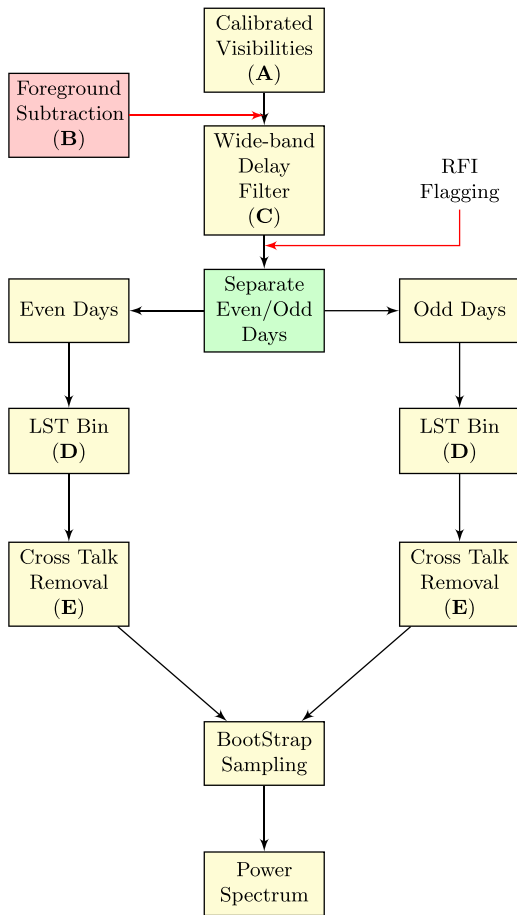 Calibrated
Visibilities
(A)
Foreground
Subtraction
(B)
Wide-band
Delay
Filter
(C)
RFI
Flagging
Separate
Even/Odd
Days
Even Days
Odd Days
LST Bin
(D)
LST Bin
(D)
Cross Talk
Removal
(E)
Cross Talk
Removal
(E)
BootStrap
Sampling
Power
Spectrum